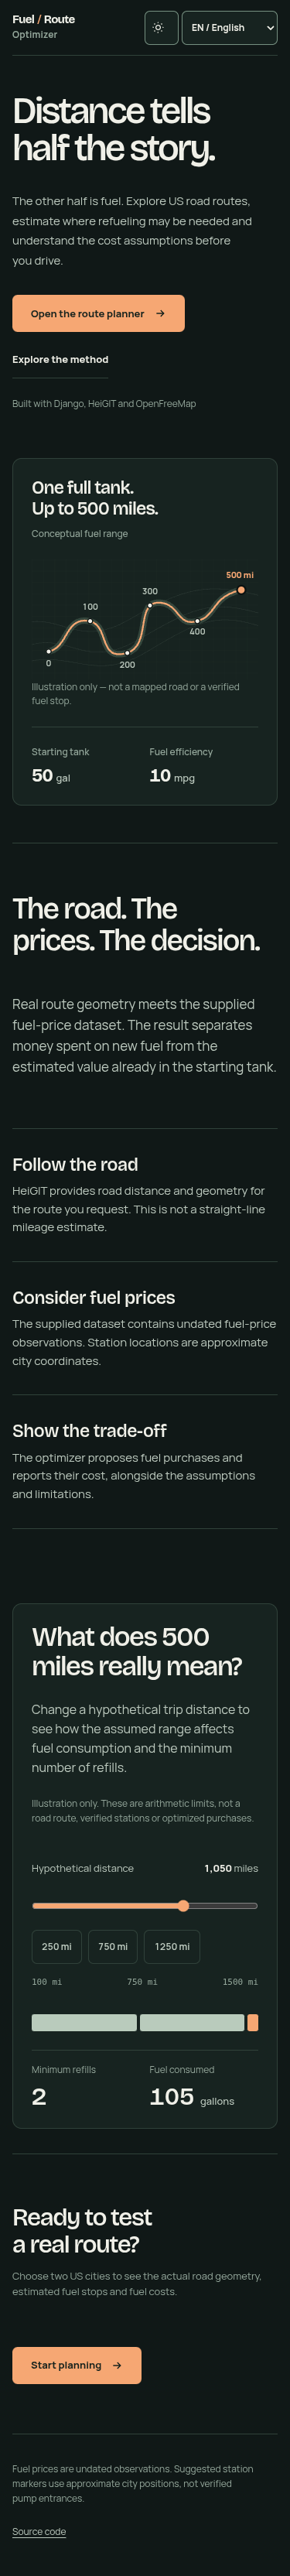 Fuel / Route
Optimizer
EN / English
Distance tells
half the story.
The other half is fuel. Explore US road routes,
estimate where refueling may be needed and
understand the cost assumptions before
you drive.
Open the route planner →
Explore the method
Built with Django, HeiGIT and OpenFreeMap
One full tank.
Up to 500 miles.
Conceptual fuel range
500 mi
300
100
400
0
200
Illustration only — not a mapped road or a verified
fuel stop.
Starting tank
Fuel efficiency
50 gal
10 mpg
The road. The
prices. The decision.
Real route geometry meets the supplied
fuel-price dataset. The result separates
money spent on new fuel from the
estimated value already in the starting tank.
Follow the road
HeiGIT provides road distance and geometry for
the route you request. This is not a straight-line
mileage estimate.
Consider fuel prices
The supplied dataset contains undated fuel-price
observations. Station locations are approximate
city coordinates.
Show the trade-off
The optimizer proposes fuel purchases and
reports their cost, alongside the assumptions
and limitations.
What does 500
miles really mean?
Change a hypothetical trip distance to
see how the assumed range affects
fuel consumption and the minimum
number of refills.
Illustration only. These are arithmetic limits, not a
road route, verified stations or optimized purchases.
Hypothetical distance
1,050 miles
250 mi
750 mi
1250 mi
100 mi
750 mi
1500 mi
Minimum refills
Fuel consumed
2
105 gallons
Ready to test
a real route?
Choose two US cities to see the actual road geometry,
estimated fuel stops and fuel costs.
Start planning →
Fuel prices are undated observations. Suggested station
markers use approximate city positions, not verified
pump entrances.
Source code